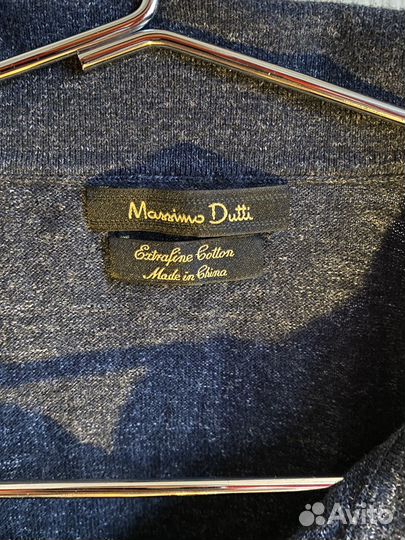 Massimo Dutti
Extrafine Cotton
Made in China
Avito